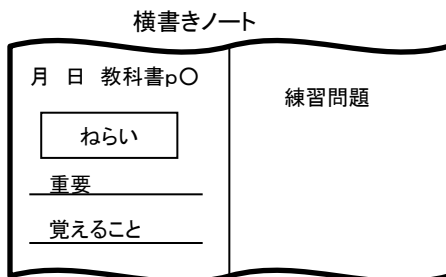 横書きノート
月 日 教科書p〇
ねらい
重要
覚えること
練習問題